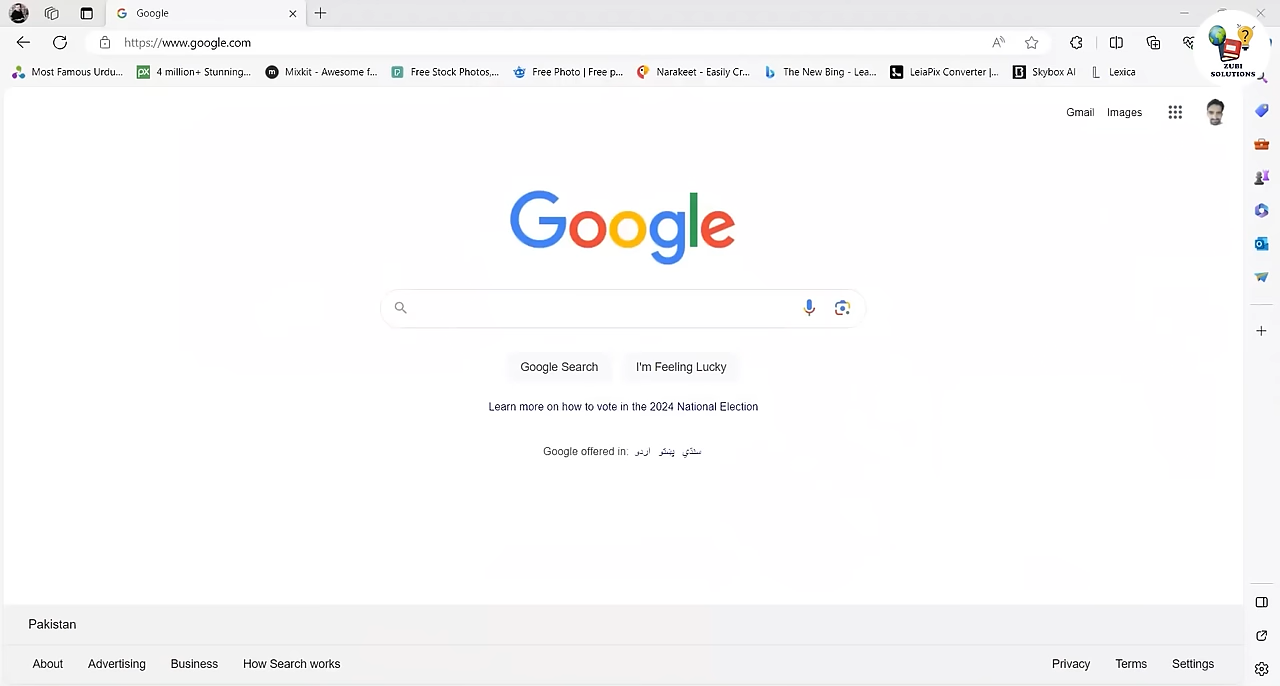 Google
https://www.google.com
ZUBI
SOLUTIONS
Most Famous Urdu...
4 million+ Stunning...
Mixkit - Awesome f...
Free Stock Photos,...
Free Photo | Free p...
Narakeet - Easily Cr...
The New Bing - Lea...
LeiaPix Converter |...
Skybox AI
Lexica
Gmail
Images
Google
Google Search
I'm Feeling Lucky
Learn more on how to vote in the 2024 National Election
Google offered in: اردو پښتو سنڌي
Pakistan
About
Advertising
Business
How Search works
Privacy
Terms
Settings